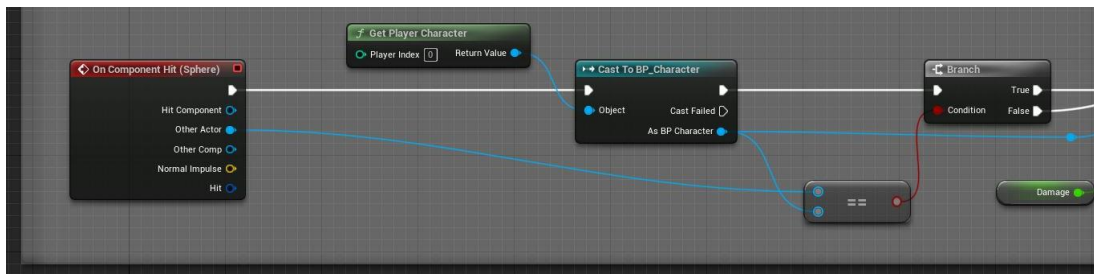 Get Player Character
Player Index 0 Return Value
On Component Hit (Sphere)
Hit Component
Other Actor
Other Comp
Normal Impulse
Hit
Cast To BP_Character
Object Cast Failed
As BP Character
==
Branch
True
Condition False
Damage